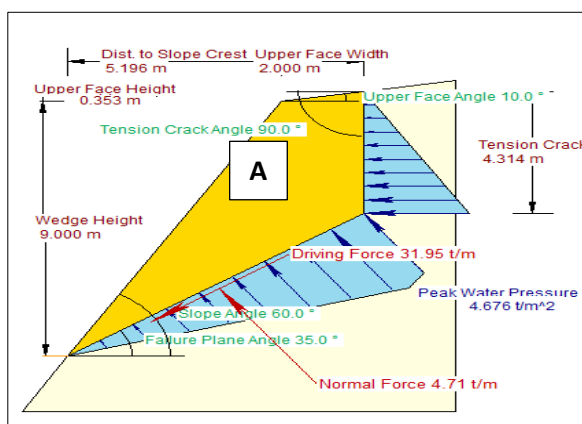 Dist. to Slope Crest
5.196 m
Upper Face Width
2.000 m
Upper Face Height
0.353 m
Upper Face Angle 10.0 °
Tension Crack Angle 90.0 °
Tension Crack
4.314 m
A
Wedge Height
9.000 m
Driving Force 31.95 t/m
Peak Water Pressure
4.676 t/m^2
Slope Angle 60.0 °
Failure Plane Angle 35.0 °
Normal Force 4.71 t/m